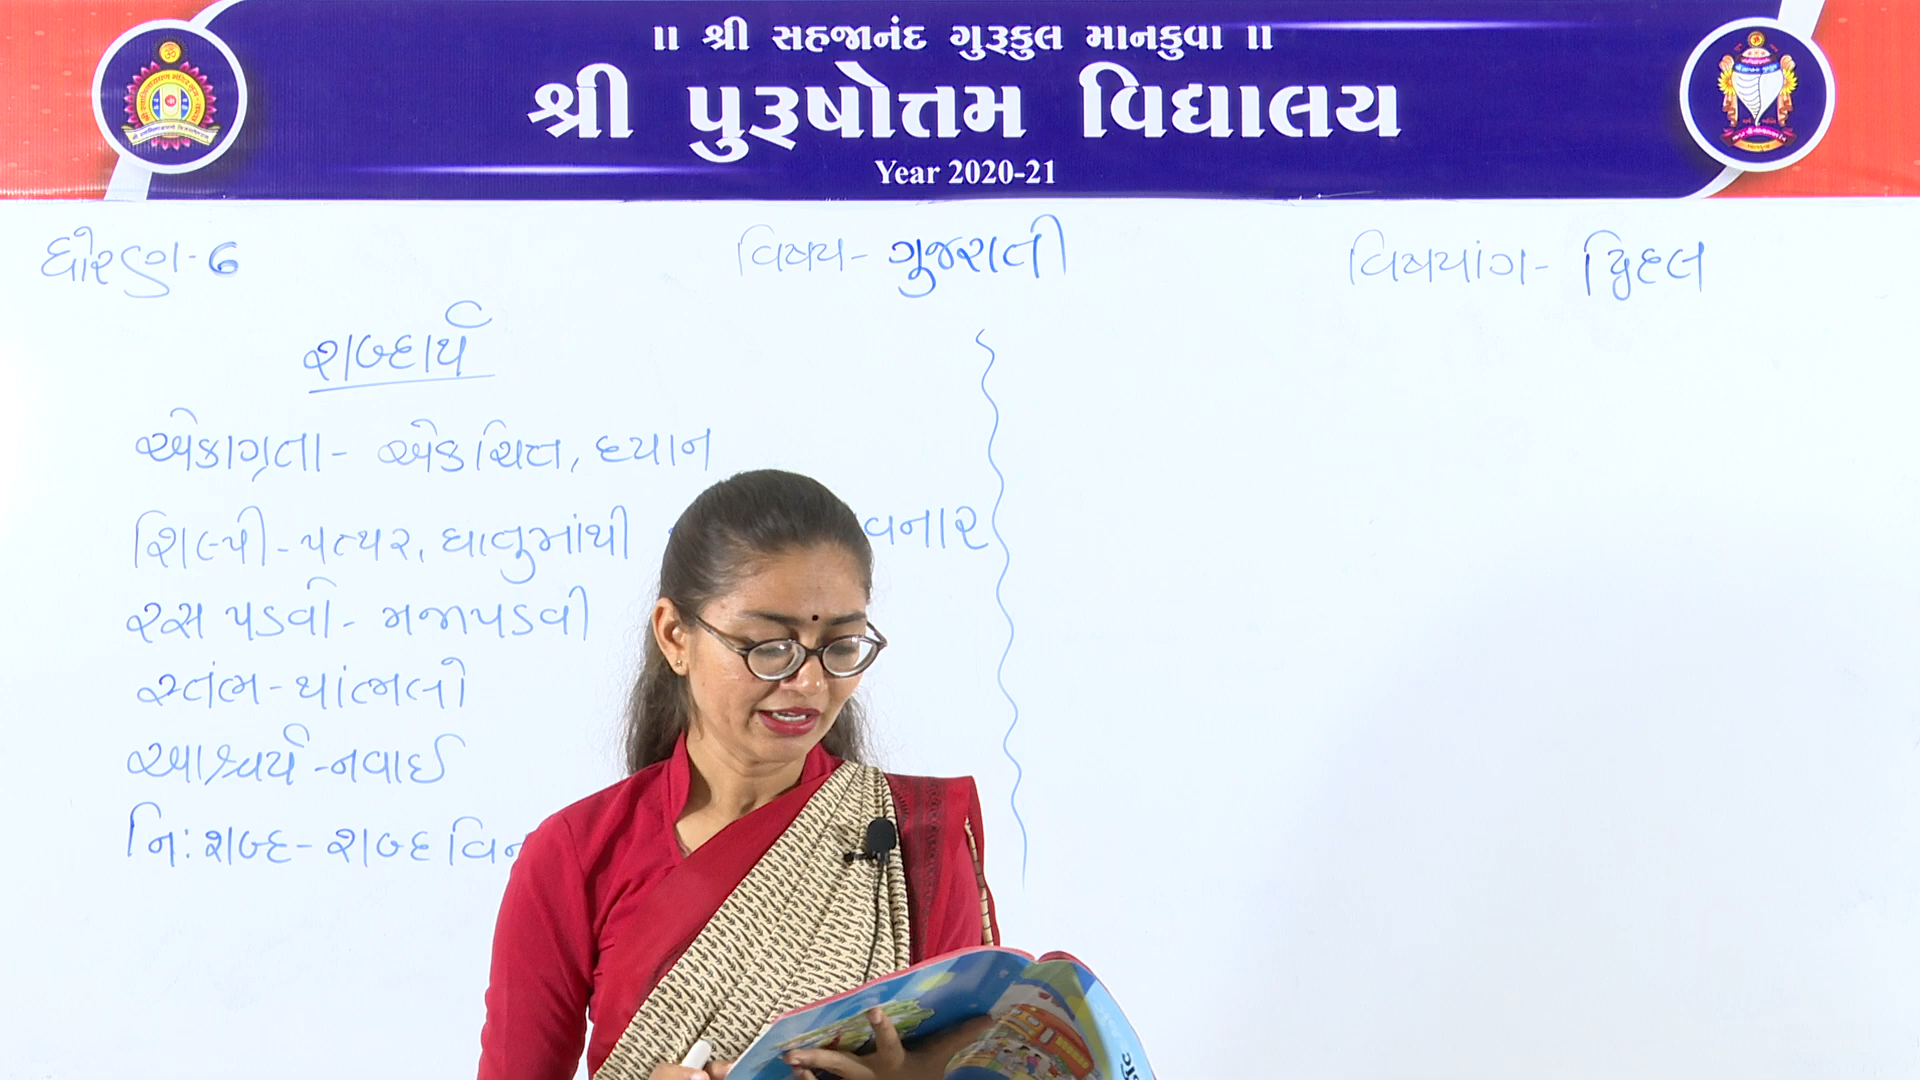 ॥ શ્રી સહજાનંદ ગુરૂકુલ માનકુવા ॥
શ્રી પુરૂષોત્તમ વિદ્યાલય
Year 2020-21
ધોરણ-6 વિષય- ગુજરાતી વિષયાંગ- દ્વિદલ
શબ્દાર્થ
એકાગ્રતા- એકચિત્ત, ધ્યાન
શિલ્પી- પત્થર, ધાતુમાંથી વનાર
રસ પડવો- મજાપડવી
સ્તંભ- થાંભલો
આશ્ચર્ય-નવાઈ
નિ:શબ્દ- શબ્દ